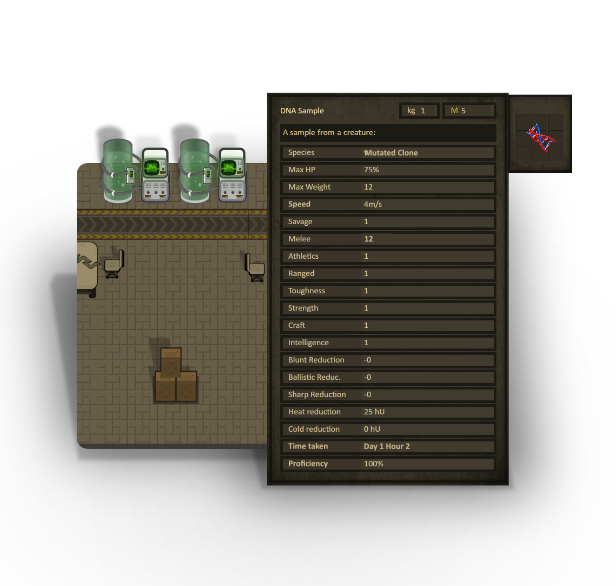 DNA Sample kg 1 M 5
A sample from a creature:
Species Mutated Clone
Max HP 75%
Max Weight 12
Speed 4m/s
Savage 1
Melee 12
Athletics 1
Ranged 1
Toughness 1
Strength 1
Craft 1
Intelligence 1
Blunt Reduction -0
Ballistic Reduc. -0
Sharp Reduction -0
Heat reduction 25 hU
Cold reduction 0 hU
Time taken Day 1 Hour 2
Proficiency 100%